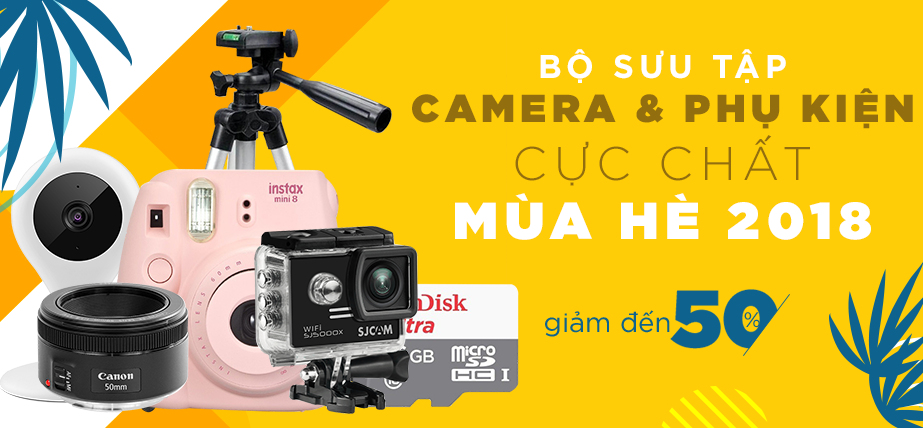 BỘ SƯU TẬP
CAMERA & PHỤ KIỆN
CỰC CHẤT
MÙA HÈ 2018
giảm đến 50%
instax
mini 8
Canon
50mm
WiFi
SJ5000X
SJCAM
Disk
tra
GB
micro
SD
HC I